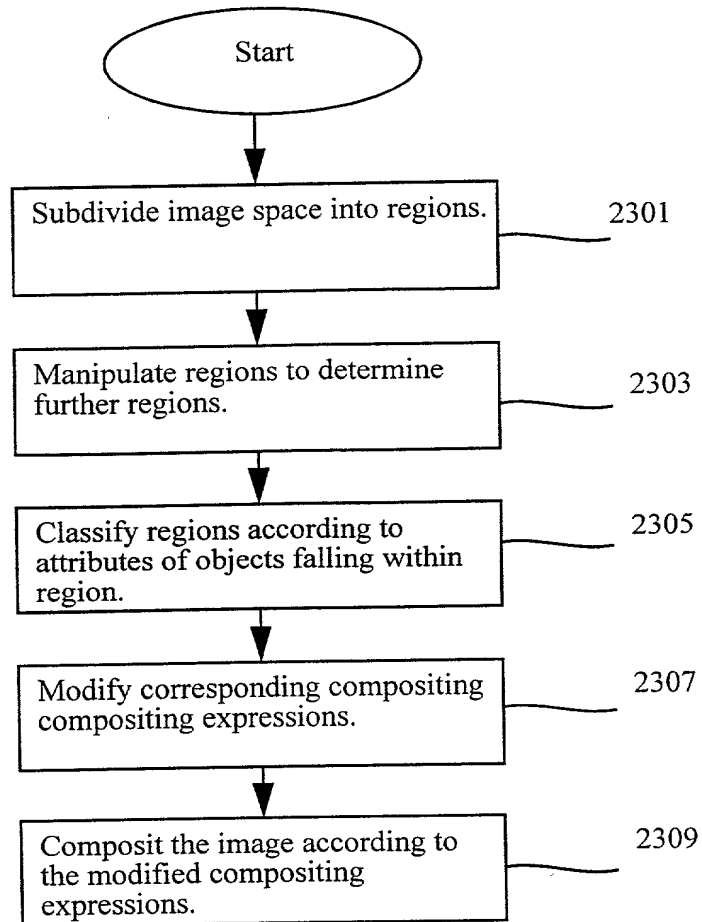 Start
Subdivide image space into regions.
2301
Manipulate regions to determine
further regions.
2303
Classify regions according to
attributes of objects falling within
region.
2305
Modify corresponding compositing
compositing expressions.
2307
Composit the image according to
the modified compositing
expressions.
2309